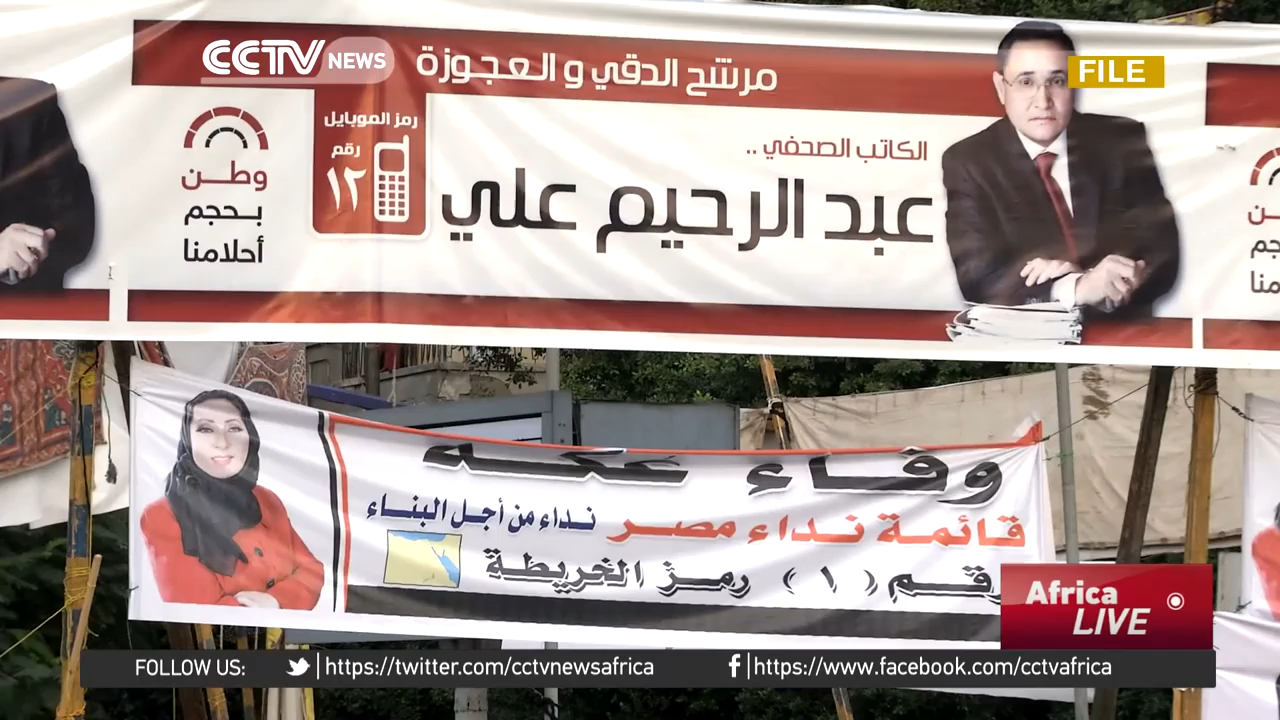 CCTV NEWS
FILE
مرشح الدقي و العجوزة
رمز الموبايل
رقم
١٢
الكاتب الصحفي ..
عبد الرحيم علي
وطن
بحجم
أحلامنا
وفاء عكه
قائمة نداء مصر نداء من أجل البناء
رقم ( ١ ) رمز الخريطة
Africa
LIVE
FOLLOW US: https://twitter.com/cctvnewsafrica https://www.facebook.com/cctvafrica